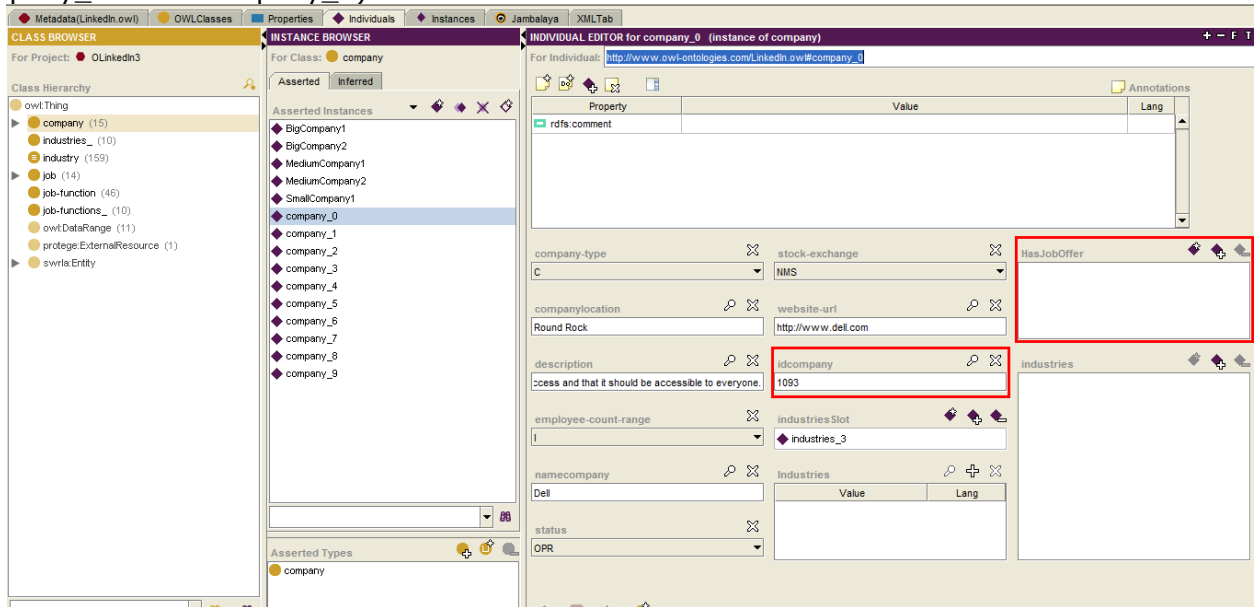 Metadata(LinkedIn.owl) OWLClasses Properties Individuals Instances Jambalaya XMLTab
CLASS BROWSER
For Project: OLinkedIn3
Class Hierarchy
owl:Thing
company (15)
industries_ (10)
industry (159)
job (14)
job-function (46)
job-functions_ (10)
owl:DataRange (11)
protege:ExternalResource (1)
swrla:Entity
INSTANCE BROWSER
For Class: company
Asserted Inferred
Asserted Instances
BigCompany1
BigCompany2
MediumCompany1
MediumCompany2
SmallCompany1
company_0
company_1
company_2
company_3
company_4
company_5
company_6
company_7
company_8
company_9
Asserted Types
company
INDIVIDUAL EDITOR for company_0 (instance of company)
+ - F T
For Individual: http://www.owl-ontologies.com/LinkedIn.owl#company_0
Annotations
Property Value Lang
rdfs:comment
company-type
C
stock-exchange
NMS
HasJobOffer
companylocation
Round Rock
website-url
http://www.dell.com
description
ccess and that it should be accessible to everyone.
idcompany
1093
industries
employee-count-range
I
industriesSlot
industries_3
namecompany
Dell
Industries
Value Lang
status
OPR